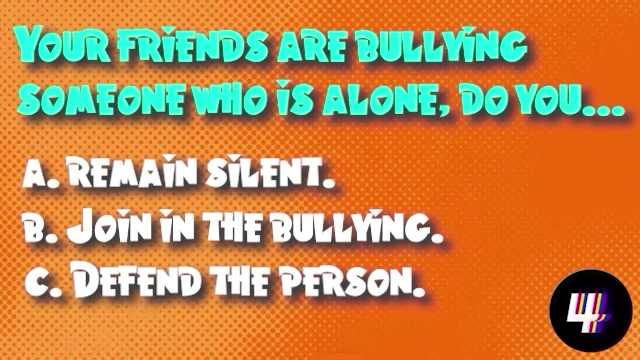 Your friends are bullying
someone who is alone, do you...
A. Remain silent.
B. Join in the bullying.
C. Defend the person.
4